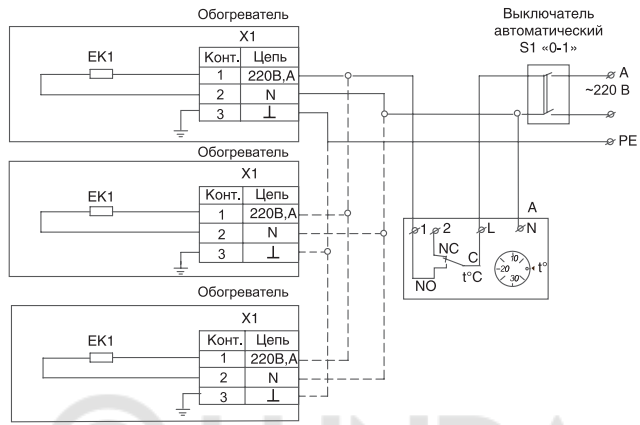 Обогреватель
X1
EK1
Конт. Цепь
1 220В,А
2 N
3 ⊥
Обогреватель
X1
EK1
Конт. Цепь
1 220В,А
2 N
3 ⊥
Обогреватель
X1
EK1
Конт. Цепь
1 220В,А
2 N
3 ⊥
Выключатель
автоматический
S1 «0-1»
A
~220 В
PE
A
1 2 L N
NC
C
NO
t°C
10
20
30
t°
LUNDA